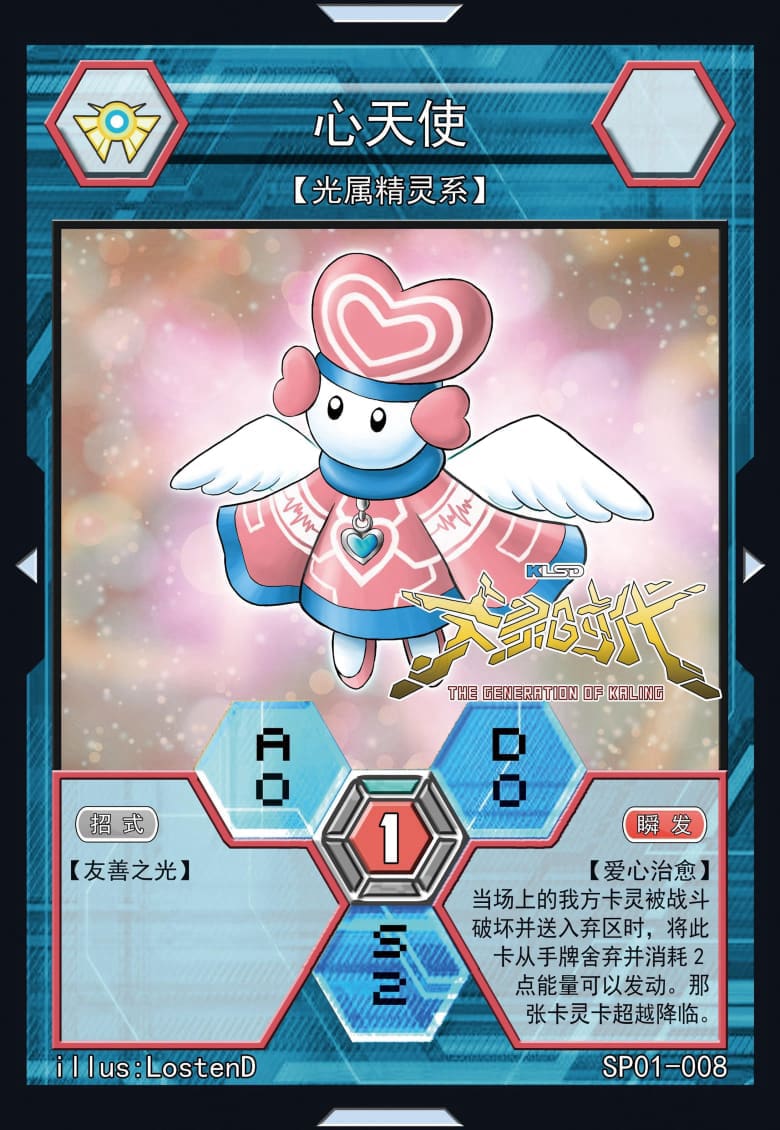 心天使
【光属精灵系】
KLSD
卡灵时代
THE GENERATION OF KALING
A
0
D
0
1
S
2
招式
【友善之光】
瞬发
【爱心治愈】
当场上的我方卡灵被战斗
破坏并送入弃区时，将此
卡从手牌舍弃并消耗2
点能量可以发动。那
张卡灵卡超越降临。
illus:LostenD
SP01-008